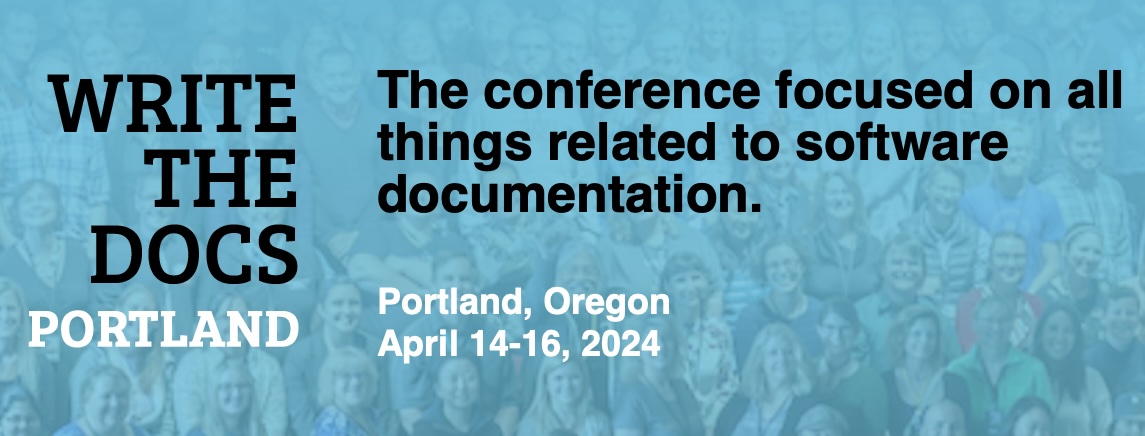 WRITE
THE
DOCS
PORTLAND
The conference focused on all
things related to software
documentation.
Portland, Oregon
April 14-16, 2024